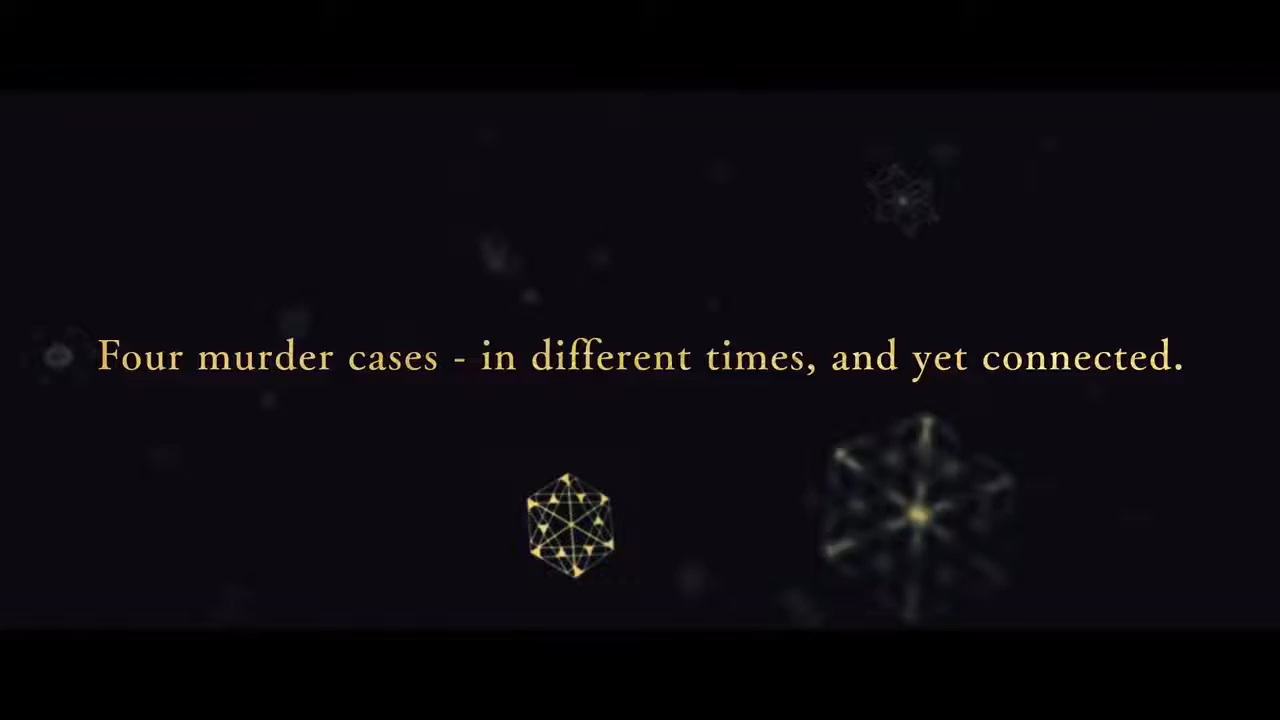 Four murder cases - in different times, and yet connected.